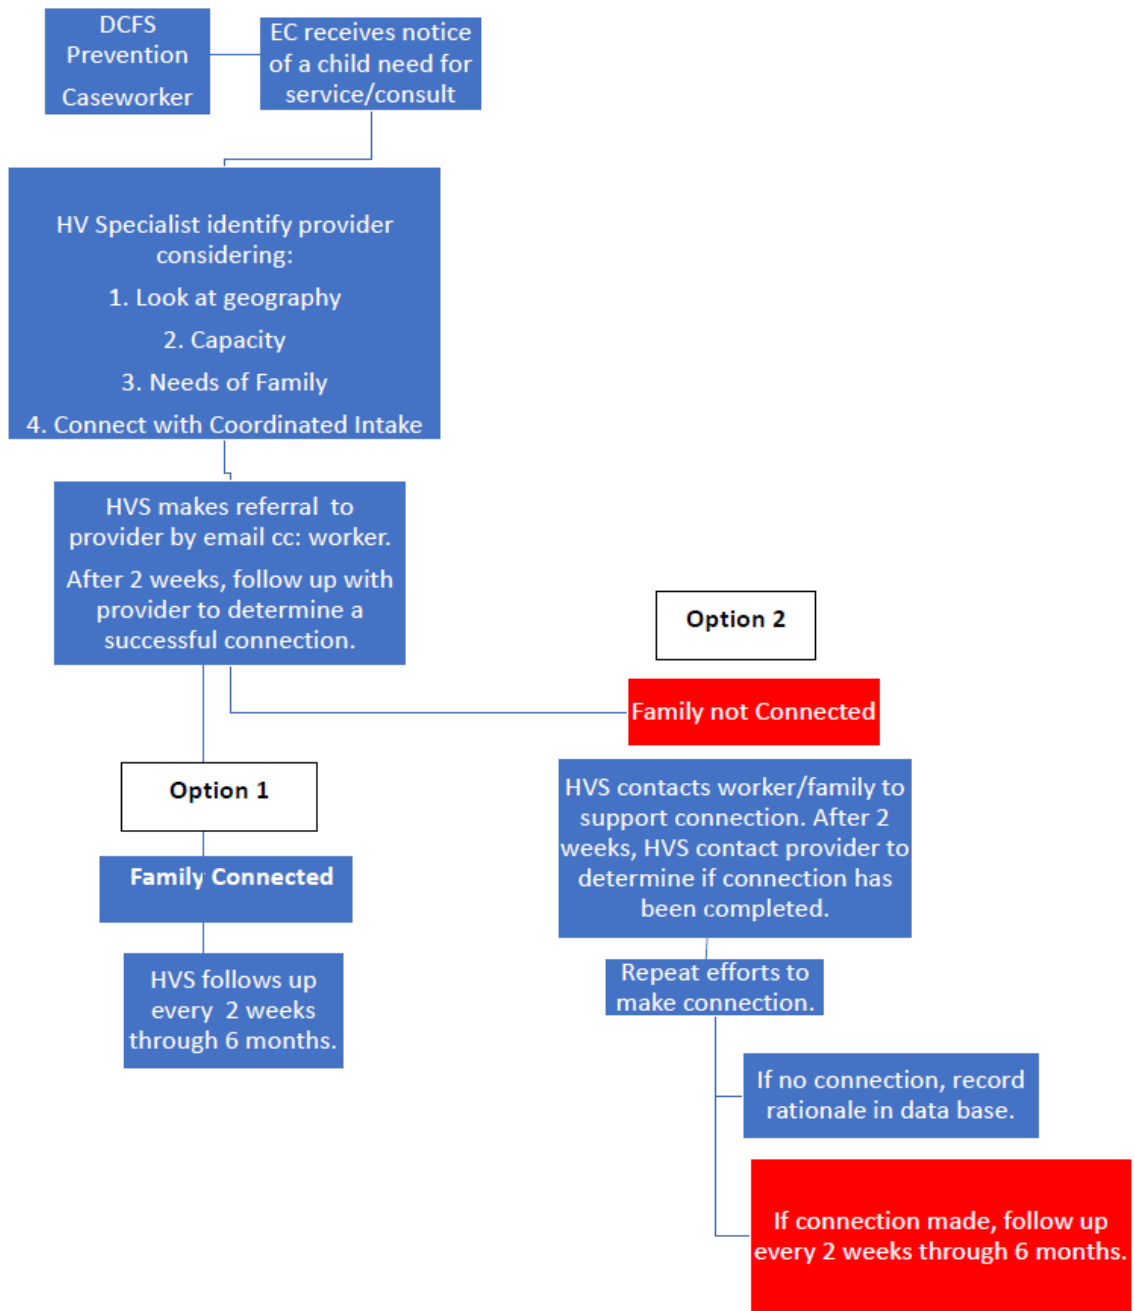 DCFS
Prevention
Caseworker
EC receives notice
of a child need for
service/consult
HV Specialist identify provider
considering:
1. Look at geography
2. Capacity
3. Needs of Family
4. Connect with Coordinated Intake
HVS makes referral to
provider by email cc: worker.
After 2 weeks, follow up with
provider to determine a
successful connection.
Option 2
Family not Connected
Option 1
Family Connected
HVS follows up
every 2 weeks
through 6 months.
HVS contacts worker/family to
support connection. After 2
weeks, HVS contact provider to
determine if connection has
been completed.
Repeat efforts to
make connection.
If no connection, record
rationale in data base.
If connection made, follow up
every 2 weeks through 6 months.